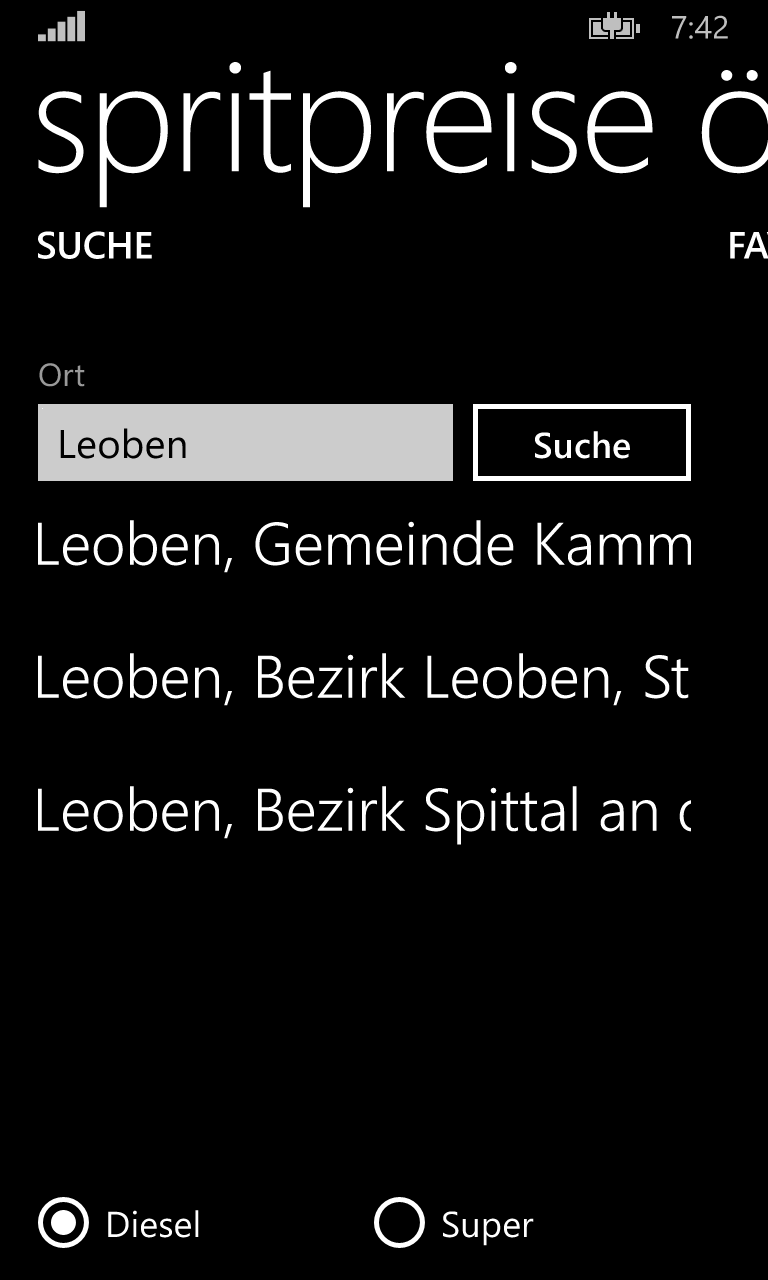 7:42
spritpreise ö
SUCHE FA
Ort
Leoben Suche
Leoben, Gemeinde Kamm
Leoben, Bezirk Leoben, St
Leoben, Bezirk Spittal an
Diesel Super